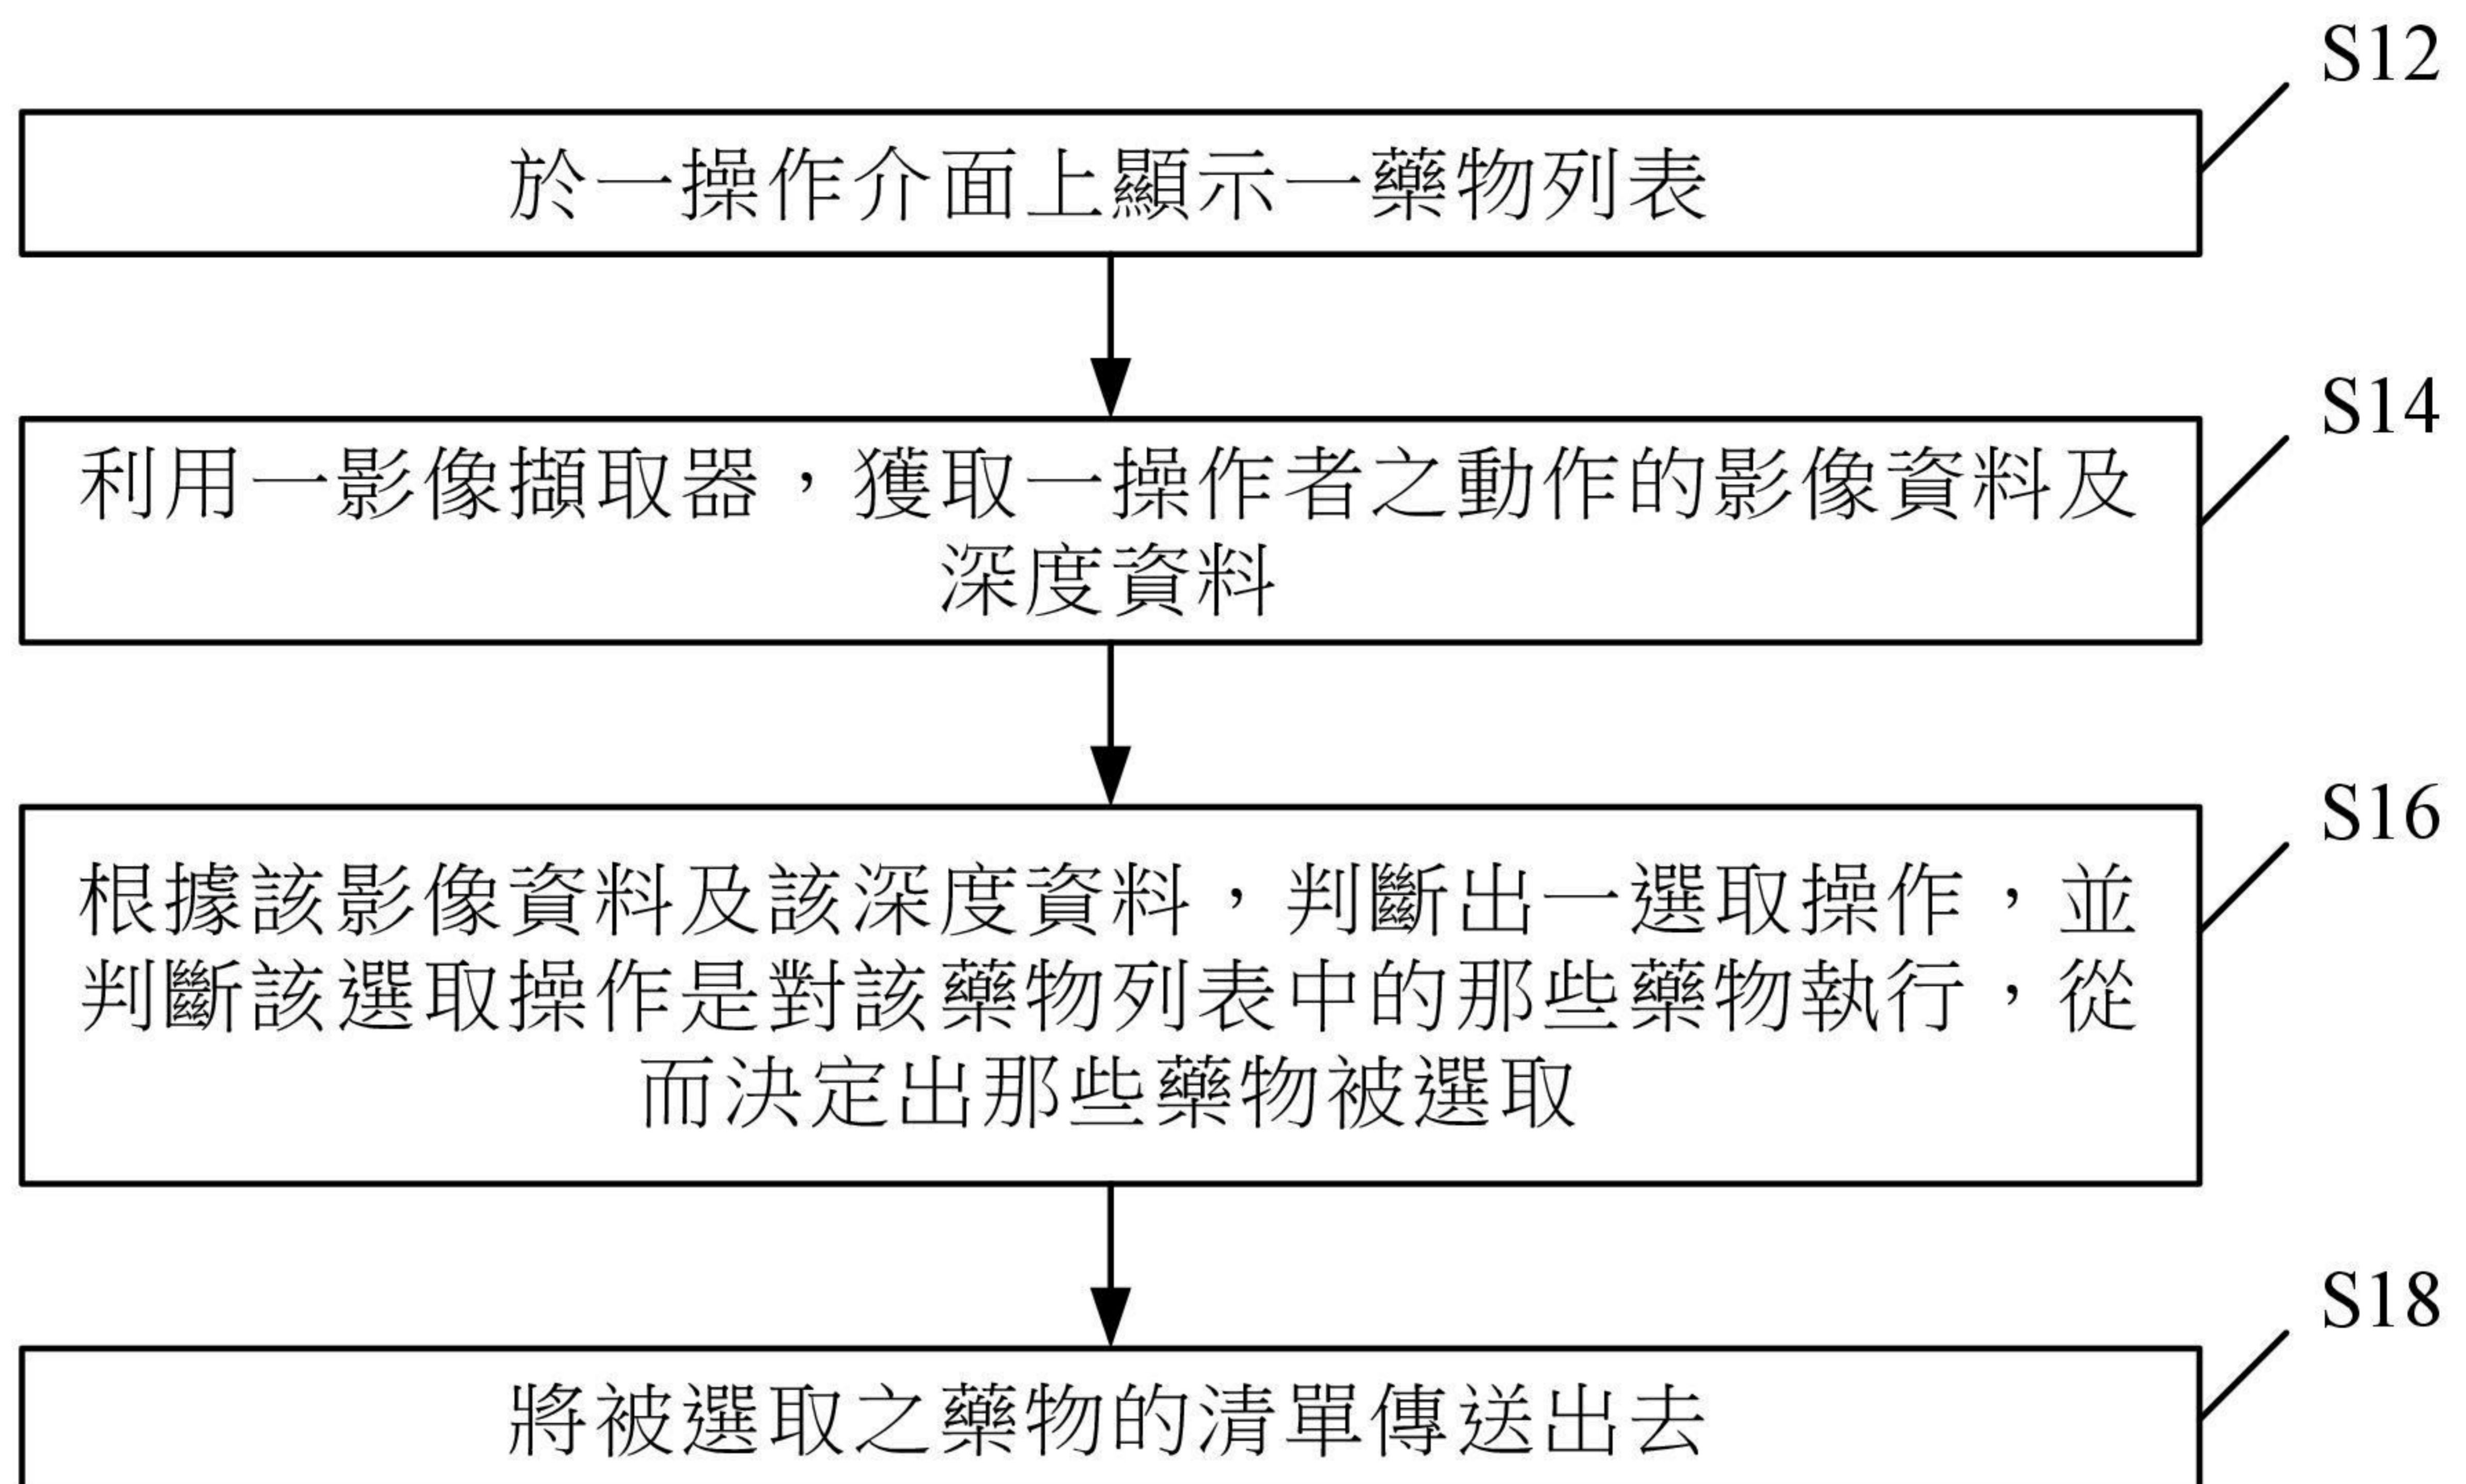 S12
於一操作介面上顯示一藥物列表
S14
利用一影像擷取器，獲取一操作者之動作的影像資料及
深度資料
S16
根據該影像資料及該深度資料，判斷出一選取操作，並
判斷該選取操作是對該藥物列表中的那些藥物執行，從
而決定出那些藥物被選取
S18
將被選取之藥物的清單傳送出去